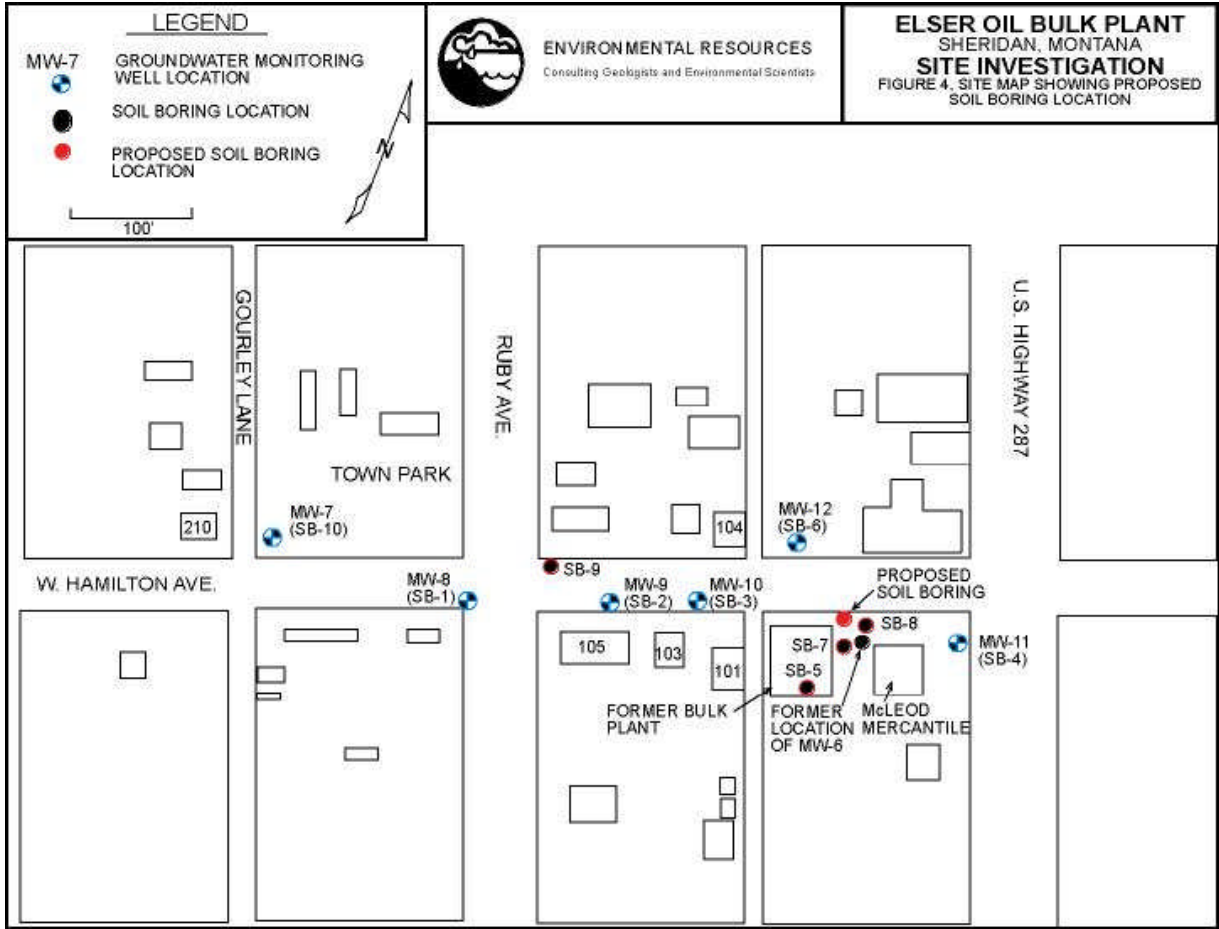 LEGEND
MW-7
GROUNDWATER MONITORING
WELL LOCATION
SOIL BORING LOCATION
PROPOSED SOIL BORING
LOCATION
N
100'
ENVIRONMENTAL RESOURCES
Consulting Geologists and Environmental Scientists
ELSER OIL BULK PLANT
SHERIDAN, MONTANA
SITE INVESTIGATION
FIGURE 4. SITE MAP SHOWING PROPOSED
SOIL BORING LOCATION
GOURLEY LANE
RUBY AVE.
U.S. HIGHWAY 287
TOWN PARK
210
MW-7
(SB-10)
104
MW-12
(SB-6)
W. HAMILTON AVE.
MW-8
(SB-1)
SB-9
MW-9
(SB-2)
MW-10
(SB-3)
PROPOSED
SOIL BORING
105
103
101
SB-7
SB-8
SB-5
MW-11
(SB-4)
FORMER BULK
PLANT
FORMER
LOCATION
OF MW-6
McLEOD
MERCANTILE